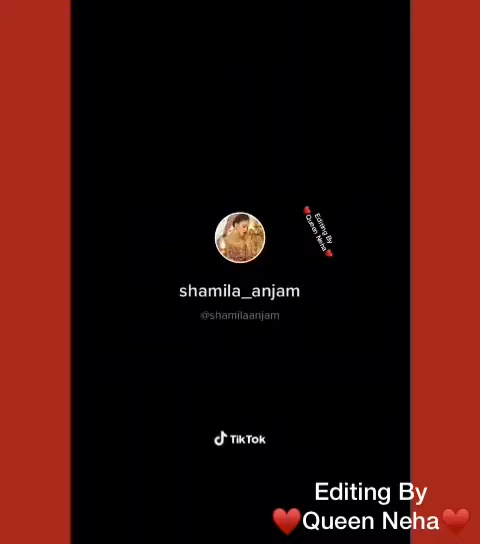 Editing By
♥️Queen Neha♥️
shamila_anjam
@shamilaanjam
TikTok
Editing By
♥️Queen Neha♥️